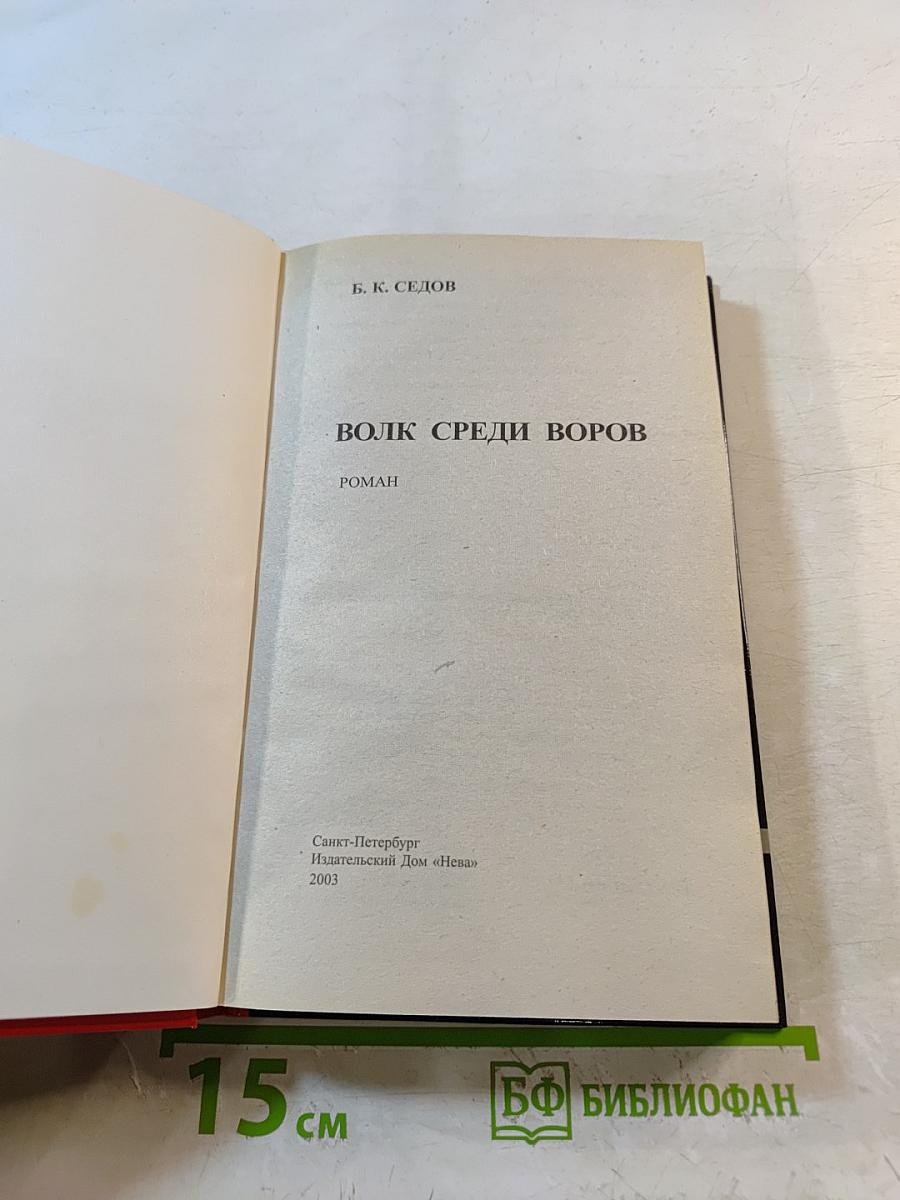 Б. К. СЕДОВ
ВОЛК СРЕДИ ВОРОВ
РОМАН
Санкт-Петербург
Издательский Дом «Нева»
2003
15 см
БФ БИБЛИОФАН